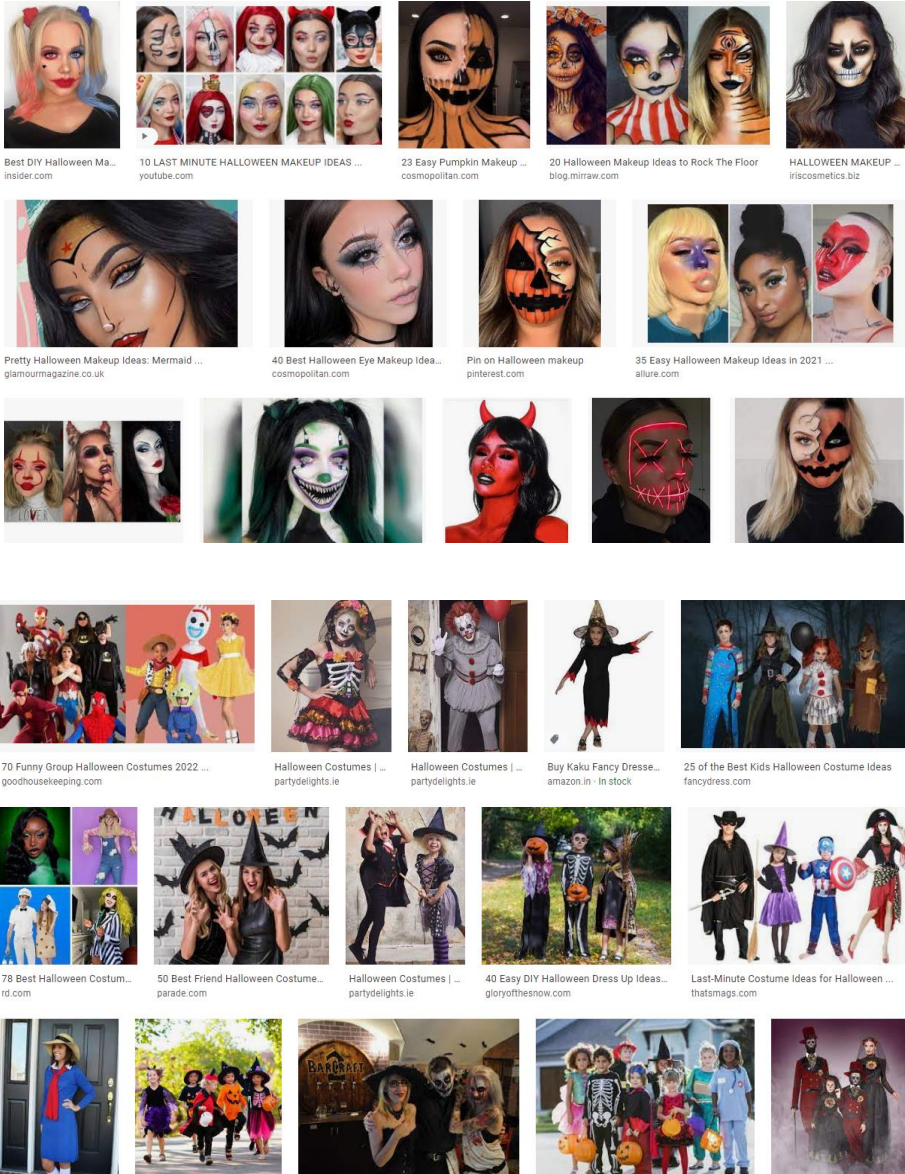 Best DIY Halloween Ma...
insider.com
10 LAST MINUTE HALLOWEEN MAKEUP IDEAS ...
youtube.com
23 Easy Pumpkin Makeup ...
cosmopolitan.com
20 Halloween Makeup Ideas to Rock The Floor
blog.mirraw.com
HALLOWEEN MAKEUP ...
iriscosmetics.biz
Pretty Halloween Makeup Ideas: Mermaid ...
glamourmagazine.co.uk
40 Best Halloween Eye Makeup Idea...
cosmopolitan.com
Pin on Halloween makeup
pinterest.com
35 Easy Halloween Makeup Ideas in 2021 ...
allure.com
LOVER
70 Funny Group Halloween Costumes 2022 ...
goodhousekeeping.com
Halloween Costumes | ...
partydelights.ie
Halloween Costumes | ...
partydelights.ie
Buy Kaku Fancy Dresse...
amazon.in · In stock
25 of the Best Kids Halloween Costume Ideas
fancydress.com
HALLOWEEN
78 Best Halloween Costum...
rd.com
50 Best Friend Halloween Costume...
parade.com
Halloween Costumes | ...
partydelights.ie
40 Easy DIY Halloween Dress Up Ideas...
gloryofthesnow.com
Last-Minute Costume Ideas for Halloween ...
thatsmags.com
BARCRAFT